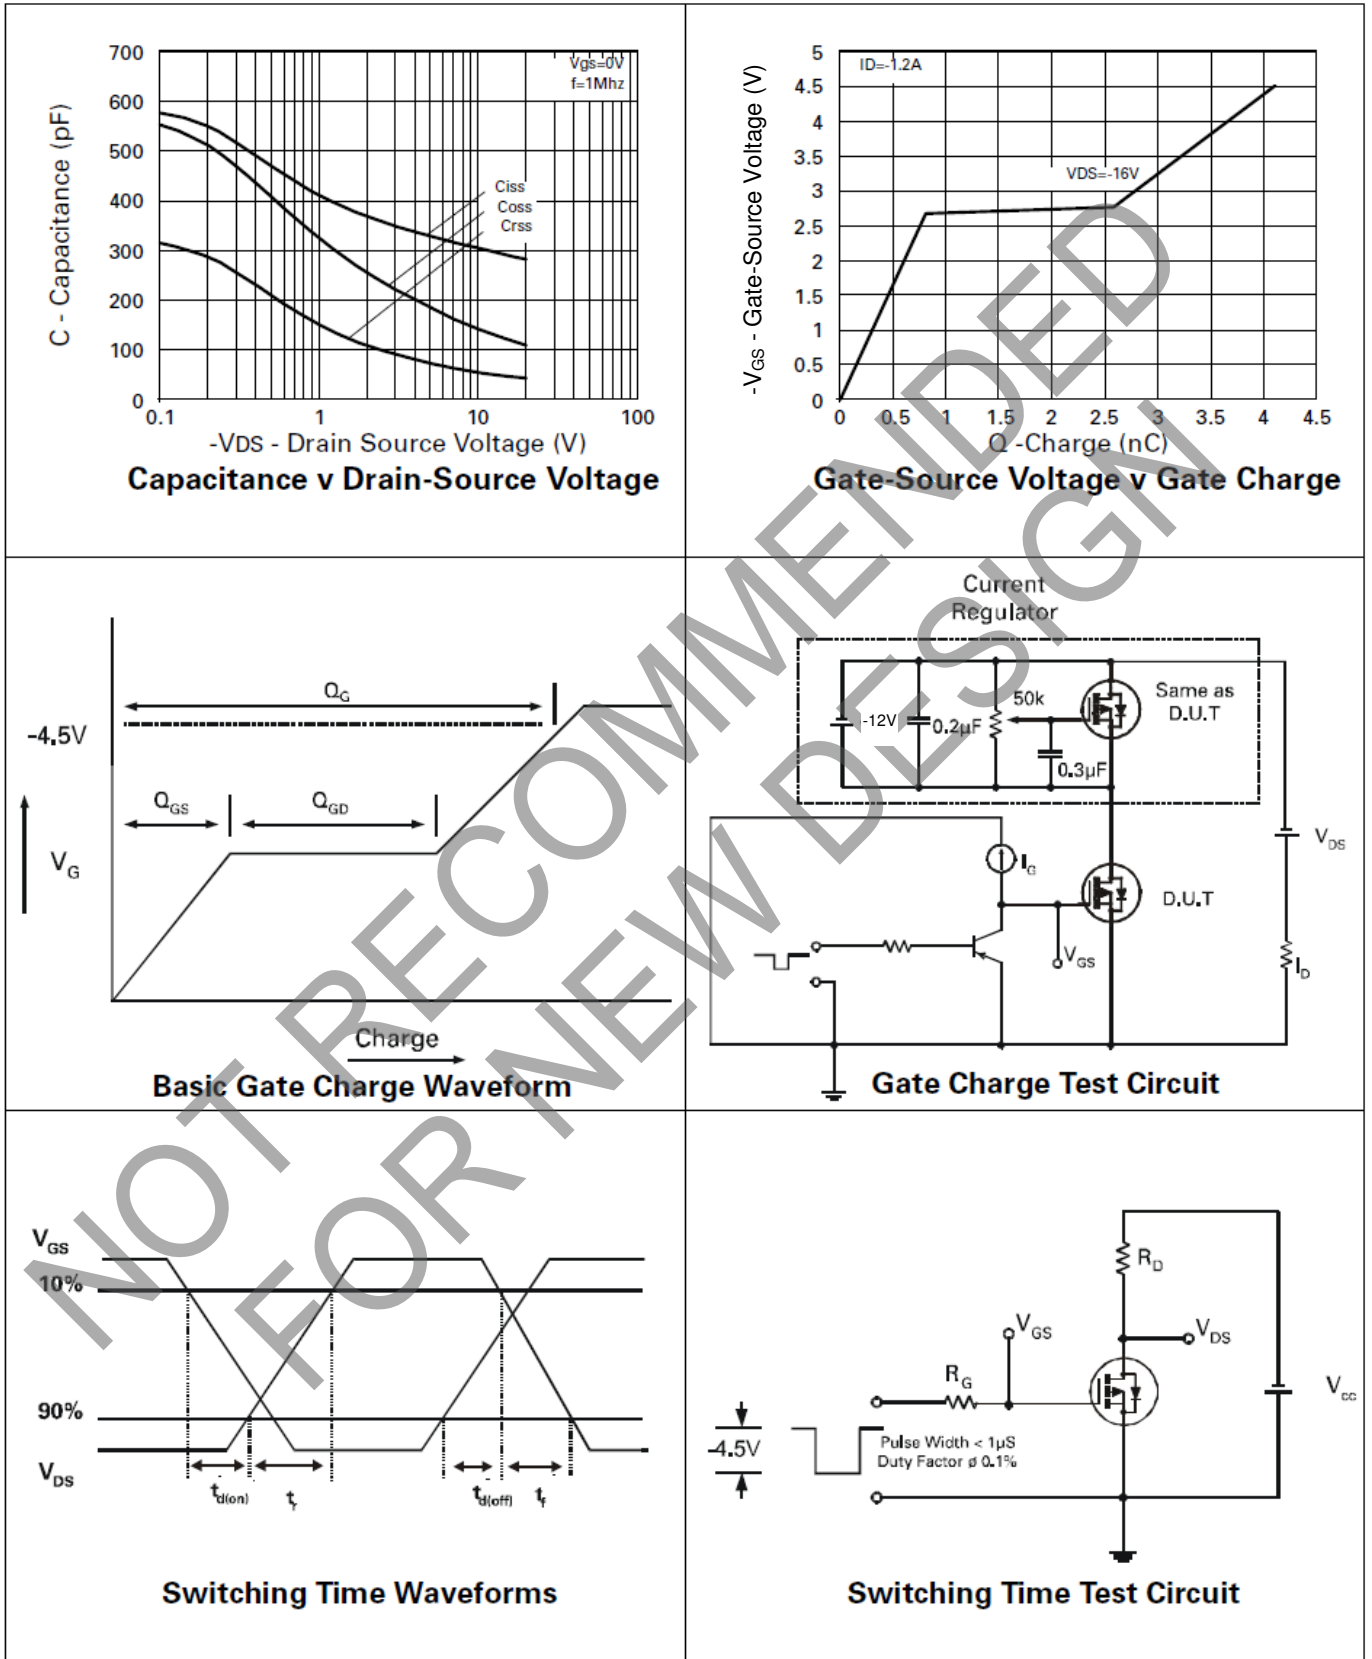 700
600
500
400
300
200
100
0
C - Capacitance (pF)
Vgs=0V
f=1Mhz
Ciss
Coss
Crss
0.1 1 10 100
-VDS - Drain Source Voltage (V)
Capacitance v Drain-Source Voltage
5
4.5
4
3.5
3
2.5
2
1.5
1
0.5
0
-VGS - Gate-Source Voltage (V)
ID=-1.2A
VDS=-16V
0 0.5 1 1.5 2 2.5 3 3.5 4 4.5
Q -Charge (nC)
Gate-Source Voltage v Gate Charge
QG
-4.5V
QGS
QGD
VG
Charge
Basic Gate Charge Waveform
Current
Regulator
-12V
0.2µF
50k
0.3µF
Same as
D.U.T
IG
VDS
D.U.T
VGS
ID
Gate Charge Test Circuit
VGS
10%
90%
VDS
td(on)
tr
td(off)
tf
Switching Time Waveforms
RD
VGS
VDS
RG
Vcc
-4.5V
Pulse Width < 1µS
Duty Factor ø 0.1%
Switching Time Test Circuit
NOT RECOMMENDED
FOR NEW DESIGN